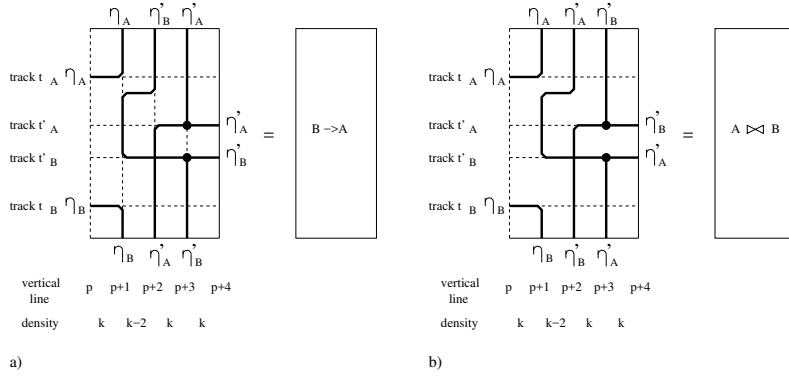 η_A η'_B η'_A
track t_A η_A
track t'_A η'_A
track t'_B η'_B
track t_B η_B
η_B η'_A η'_B
= B −>A
vertical line p p+1 p+2 p+3 p+4
density k k−2 k k
a)
η_A η'_A η'_B
track t_A η_A
track t'_A η'_B
track t'_B η'_A
track t_B η_B
η_B η'_B η'_A
= A ⋈ B
vertical line p p+1 p+2 p+3 p+4
density k k−2 k k
b)